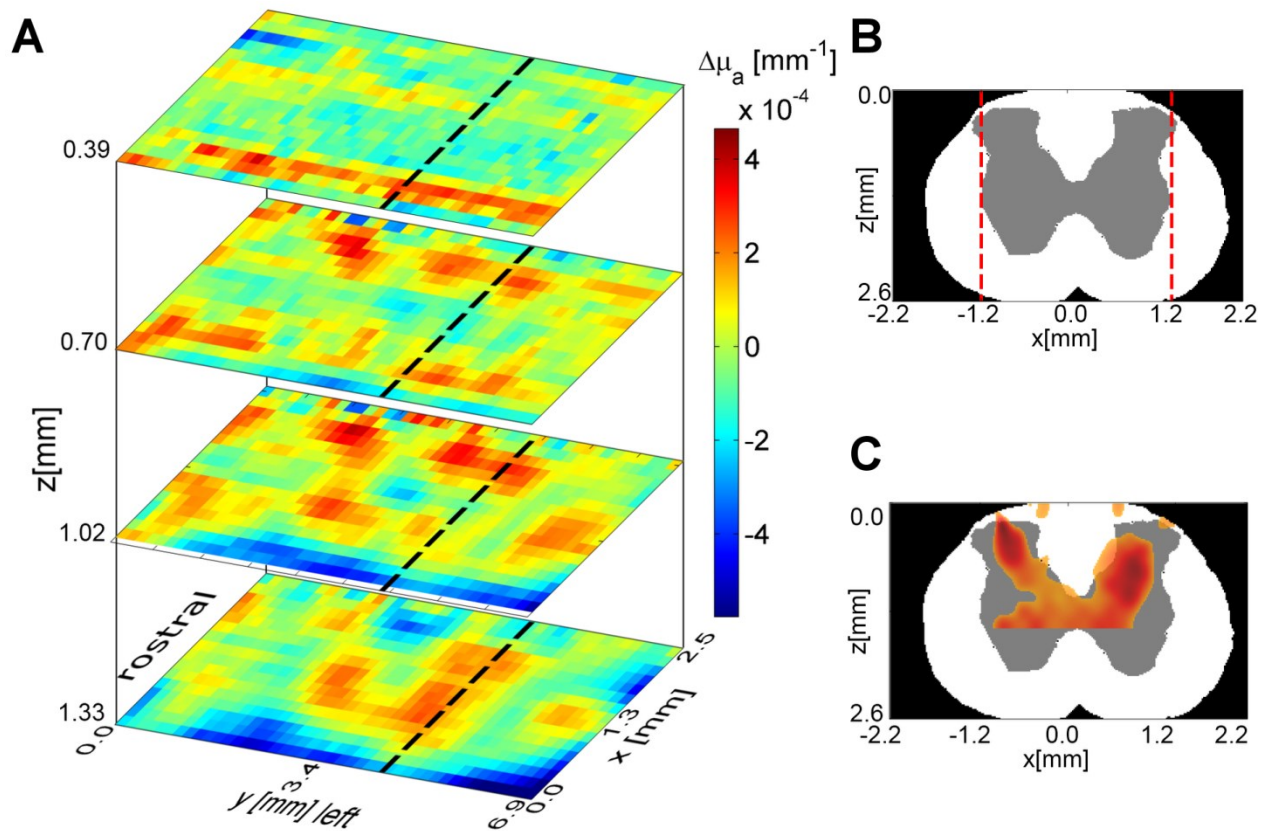 A
Δμa [mm-1]
x 10-4
4
2
0
-2
-4
0.39
0.70
1.02
1.33
z[mm]
rostral
0.0
3.4
6.9
y [mm] left
0.0
1.3
2.5
x [mm]
B
0.0
2.6
z[mm]
-2.2
-1.2
0.0
1.2
2.2
x[mm]
C
0.0
2.6
z[mm]
-2.2
-1.2
0.0
1.2
2.2
x[mm]